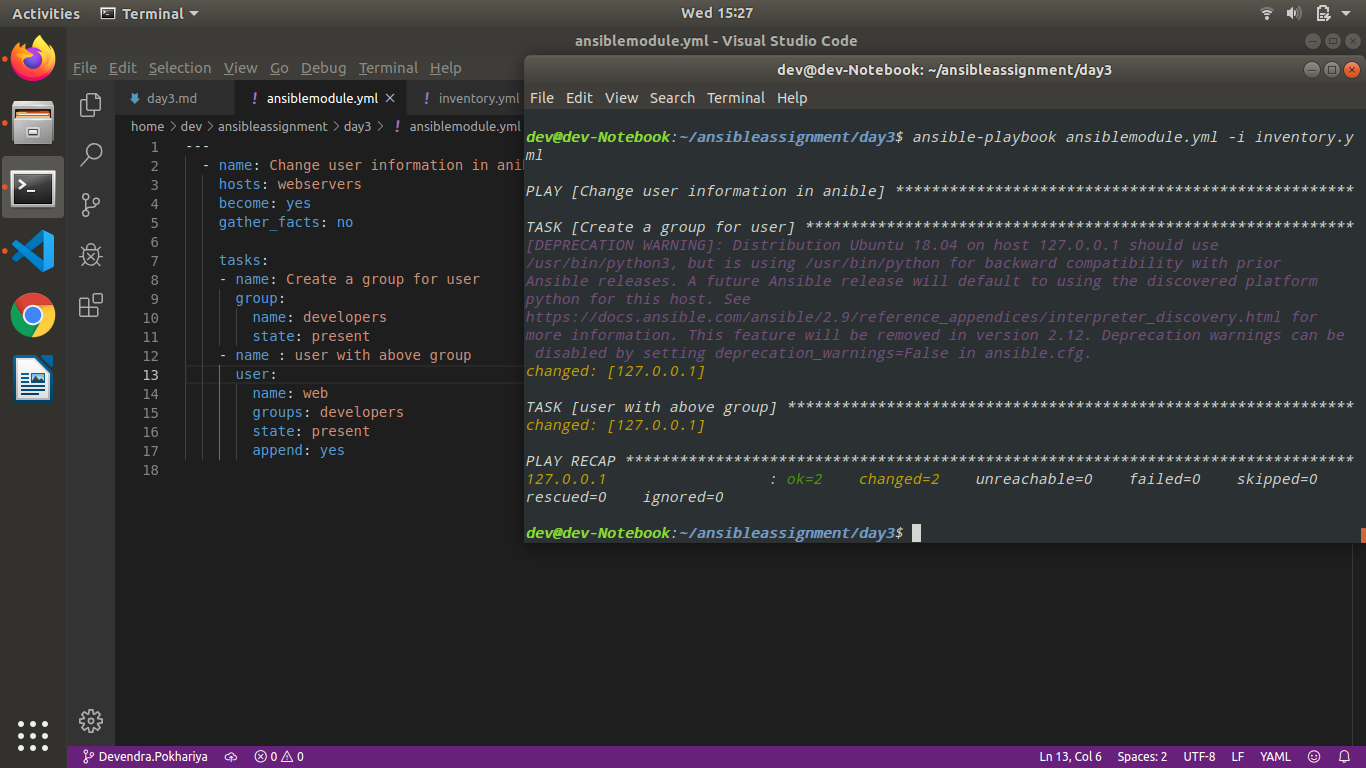 Activities
Terminal
Wed 15:27
ansiblemodule.yml - Visual Studio Code
File Edit Selection View Go Debug Terminal Help
day3.md
! ansiblemodule.yml
! inventory.yml
home > dev > ansibleassignment > day3 > ! ansiblemodule.yml
1 ---
2 - name: Change user information in ani
3 hosts: webservers
4 become: yes
5 gather_facts: no
6
7 tasks:
8 - name: Create a group for user
9 group:
10 name: developers
11 state: present
12 - name : user with above group
13 user:
14 name: web
15 groups: developers
16 state: present
17 append: yes
18
dev@dev-Notebook: ~/ansibleassignment/day3
File Edit View Search Terminal Help
dev@dev-Notebook:~/ansibleassignment/day3$ ansible-playbook ansiblemodule.yml -i inventory.y
ml
PLAY [Change user information in anible] ***************************************************
TASK [Create a group for user] *************************************************************
[DEPRECATION WARNING]: Distribution Ubuntu 18.04 on host 127.0.0.1 should use
/usr/bin/python3, but is using /usr/bin/python for backward compatibility with prior
Ansible releases. A future Ansible release will default to using the discovered platform
python for this host. See
https://docs.ansible.com/ansible/2.9/reference_appendices/interpreter_discovery.html for
more information. This feature will be removed in version 2.12. Deprecation warnings can be
disabled by setting deprecation_warnings=False in ansible.cfg.
changed: [127.0.0.1]
TASK [user with above group] ***************************************************************
changed: [127.0.0.1]
PLAY RECAP *********************************************************************************
127.0.0.1 : ok=2 changed=2 unreachable=0 failed=0 skipped=0
rescued=0 ignored=0
dev@dev-Notebook:~/ansibleassignment/day3$
Devendra.Pokhariya
0 0
Ln 13, Col 6
Spaces: 2
UTF-8
LF
YAML